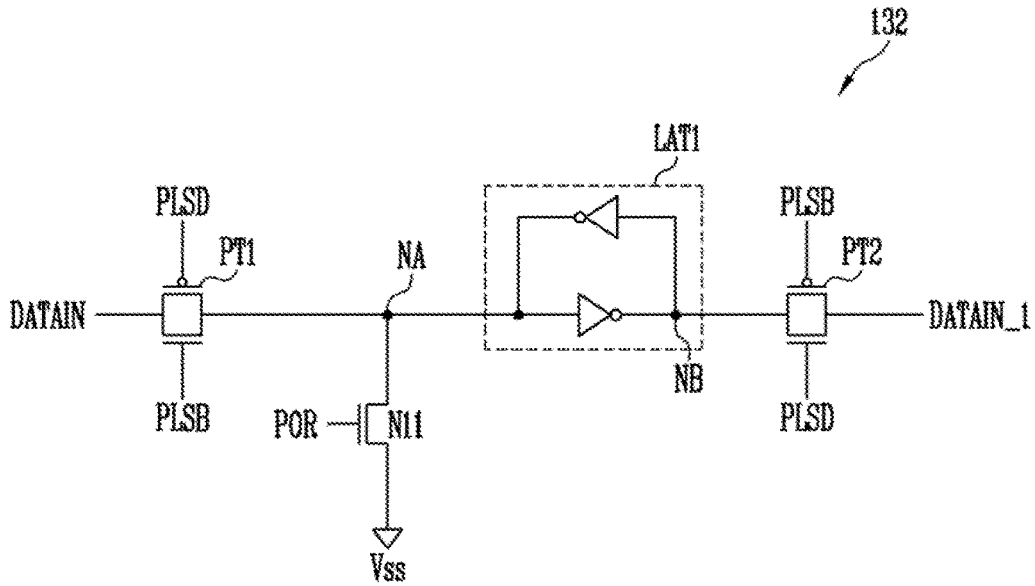 132
LAT1
PLSD
PLSB
PT1
NA
PT2
DATAIN
DATAIN_1
NB
PLSB
POR
N11
PLSD
Vss